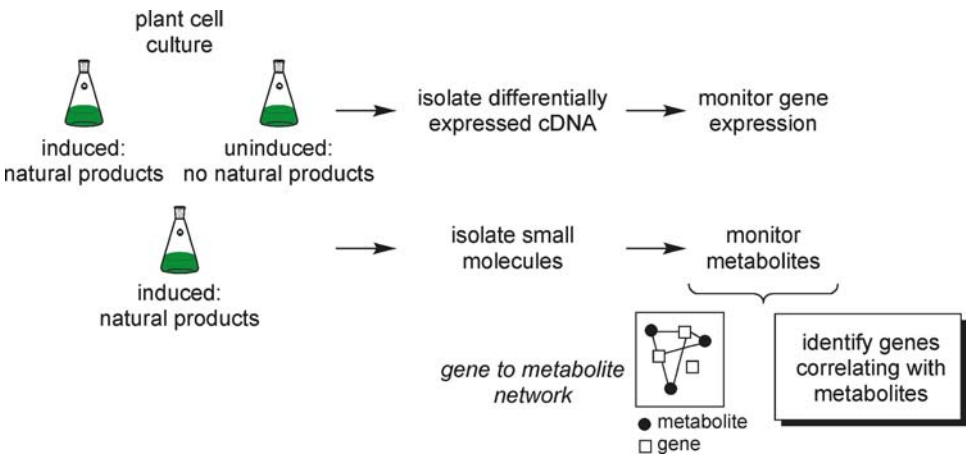 plant cell
culture
induced:
natural products
uninduced:
no natural products
isolate differentially
expressed cDNA
monitor gene
expression
induced:
natural products
isolate small
molecules
monitor
metabolites
gene to metabolite
network
metabolite
gene
identify genes
correlating with
metabolites